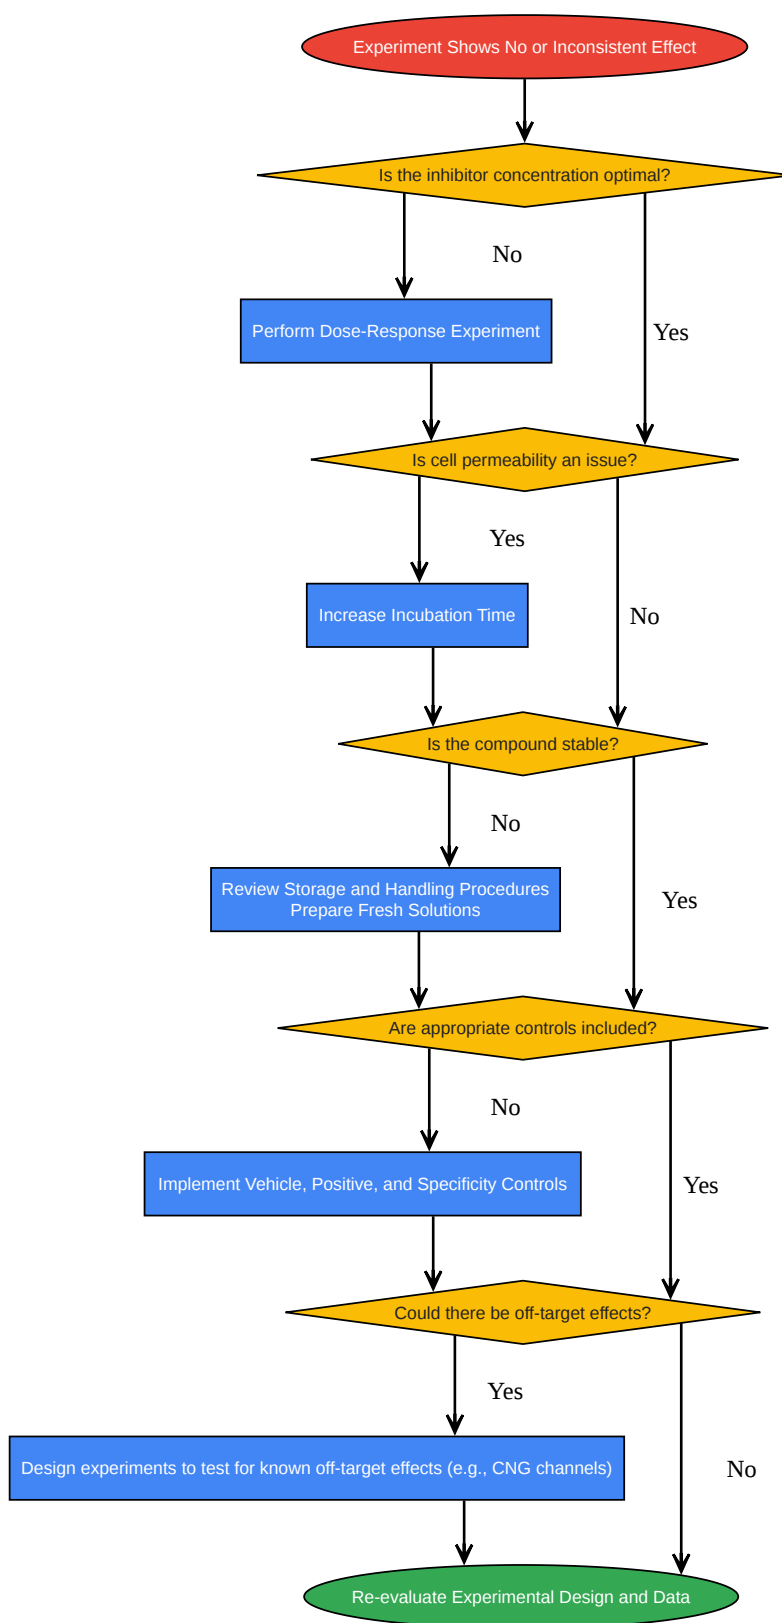 Experiment Shows No or Inconsistent Effect
Is the inhibitor concentration optimal?
No
Perform Dose-Response Experiment
Yes
Is cell permeability an issue?
Yes
Increase Incubation Time
No
Is the compound stable?
No
Review Storage and Handling Procedures
Prepare Fresh Solutions
Yes
Are appropriate controls included?
No
Implement Vehicle, Positive, and Specificity Controls
Yes
Could there be off-target effects?
Yes
Design experiments to test for known off-target effects (e.g., CNG channels)
No
Re-evaluate Experimental Design and Data